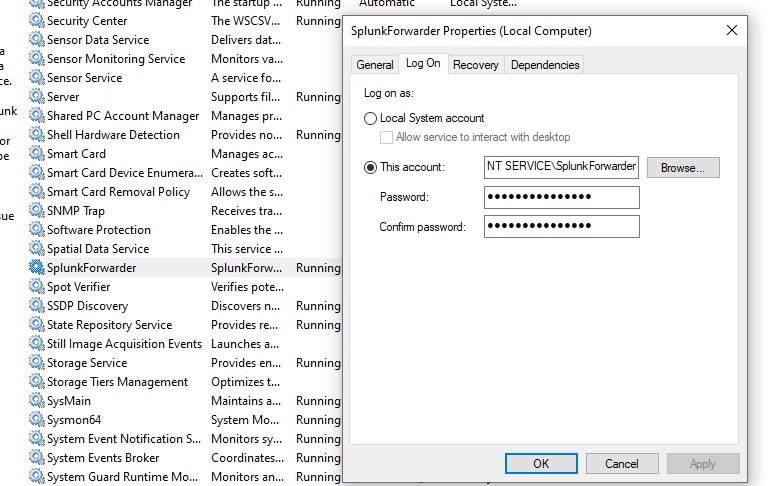 Security Accounts Manager The startup ... Running Automatic Local Syste...
Security Center The WSCSV... Running
Sensor Data Service Delivers dat...
Sensor Monitoring Service Monitors va...
Sensor Service A service fo...
Server Supports fil... Running
Shared PC Account Manager Manages pr...
Shell Hardware Detection Provides no... Running
Smart Card Manages ac...
Smart Card Device Enumera... Creates soft...
Smart Card Removal Policy Allows the s...
SNMP Trap Receives tra...
Software Protection Enables the ...
Spatial Data Service This service ...
SplunkForwarder SplunkForw... Running
Spot Verifier Verifies pote...
SSDP Discovery Discovers n... Running
State Repository Service Provides re... Running
Still Image Acquisition Events Launches a...
Storage Service Provides en... Running
Storage Tiers Management Optimizes t...
SysMain Maintains a... Running
Sysmon64 System Mo... Running
System Event Notification S... Monitors sy... Running
System Events Broker Coordinates... Running
System Guard Runtime Mo... Monitors an... Running
a
a
ce.
unk
or
be
sue
SplunkForwarder Properties (Local Computer)
General Log On Recovery Dependencies
Log on as:
Local System account
Allow service to interact with desktop
This account: NT SERVICE\SplunkForwarder Browse...
Password: •••••••••••••••
Confirm password: •••••••••••••••
OK Cancel Apply